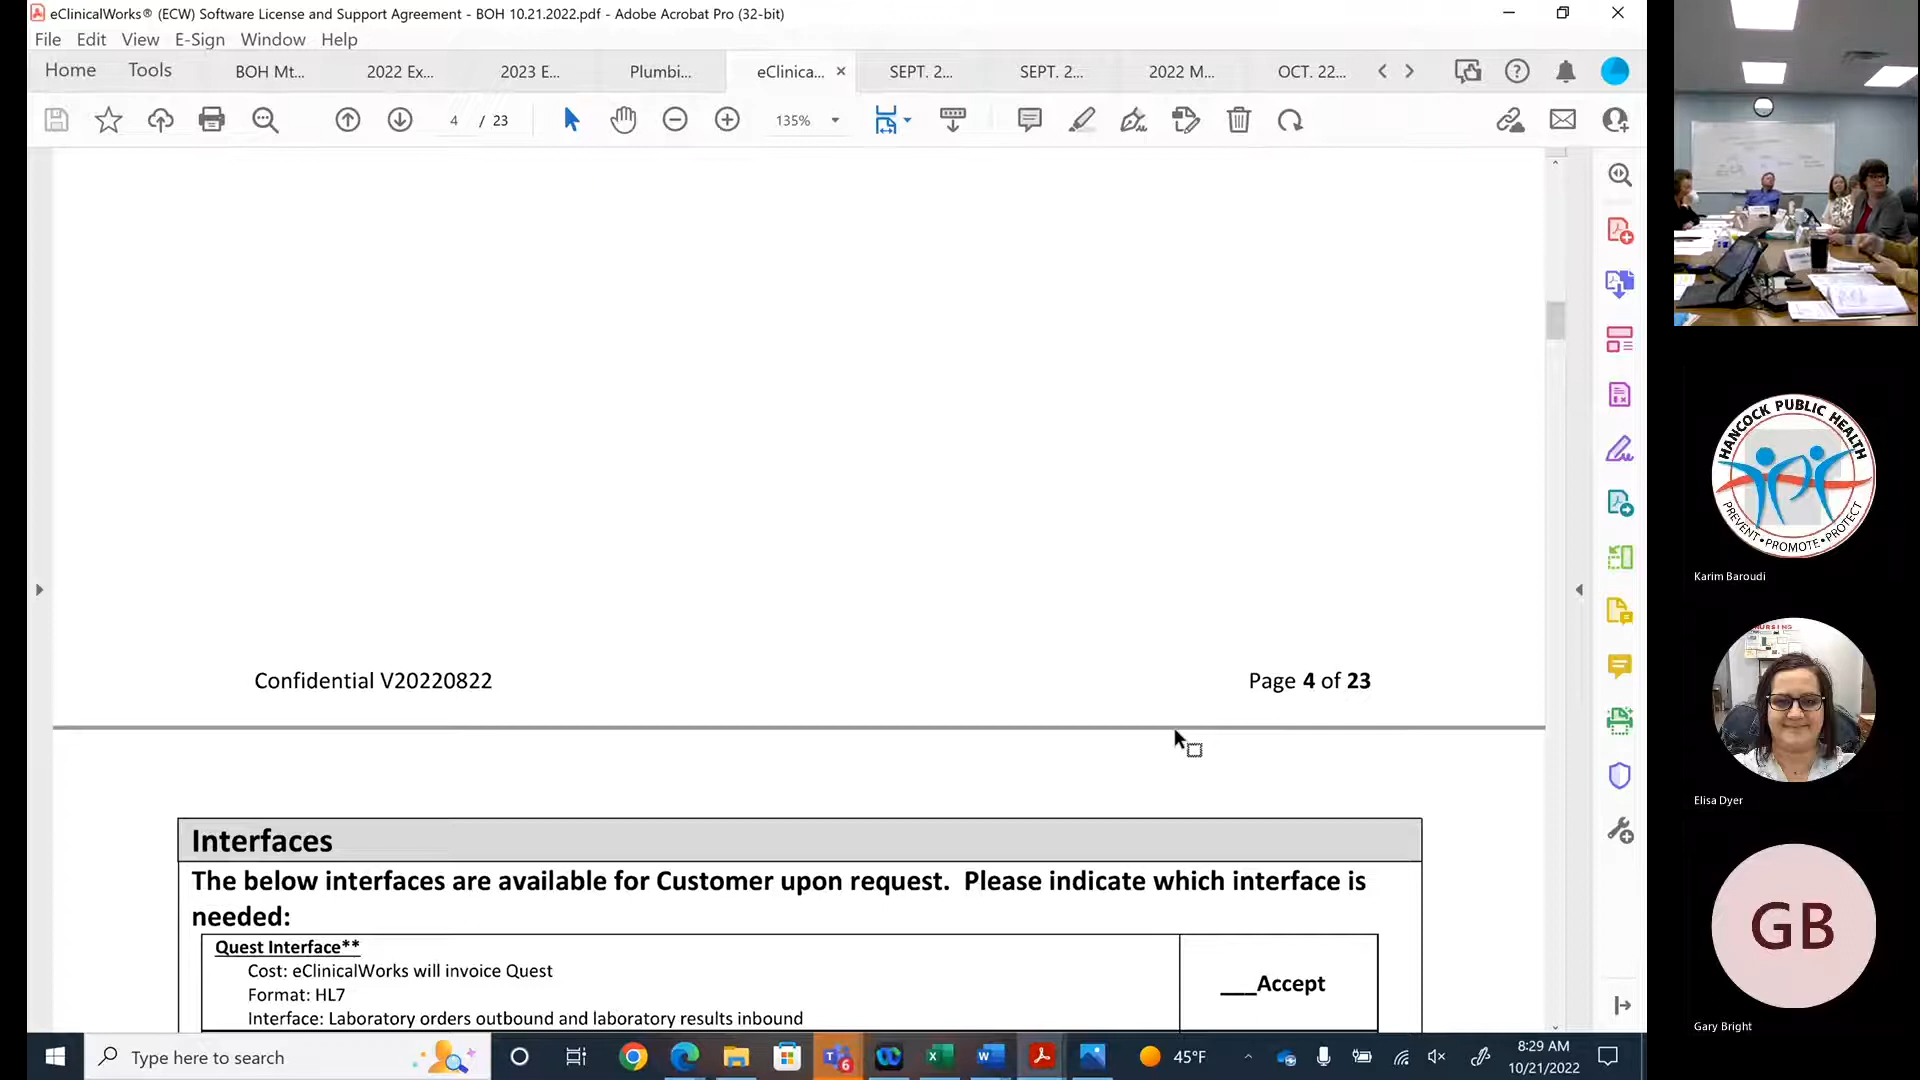 eClinicalWorks® (ECW) Software License and Support Agreement - BOH 10.21.2022.pdf - Adobe Acrobat Pro (32-bit)
File Edit View E-Sign Window Help
Home Tools BOH Mt... 2022 Ex... 2023 E... Plumbi... eClinica... SEPT. 2... SEPT. 2... 2022 M... OCT. 22...
4 / 23 135%
Confidential V20220822 Page 4 of 23
Interfaces
The below interfaces are available for Customer upon request. Please indicate which interface is
needed:
Quest Interface**
Cost: eClinicalWorks will invoice Quest
Format: HL7
Interface: Laboratory orders outbound and laboratory results inbound
___Accept
Type here to search
6
45°F
8:29 AM
10/21/2022
HANCOCK PUBLIC HEALTH
PREVENT • PROMOTE • PROTECT
Karim Baroudi
Elisa Dyer
GB
Gary Bright